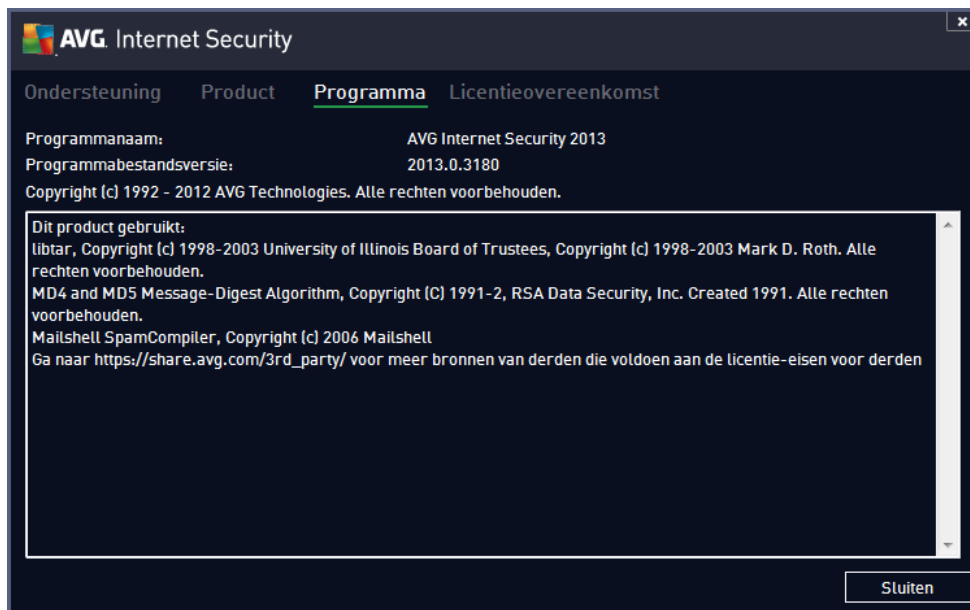 AVG. Internet Security
x
Ondersteuning Product Programma Licentieovereenkomst
Programmanaam: AVG Internet Security 2013
Programmabestandsversie: 2013.0.3180
Copyright (c) 1992 - 2012 AVG Technologies. Alle rechten voorbehouden.
Dit product gebruikt:
libtar, Copyright (c) 1998-2003 University of Illinois Board of Trustees, Copyright (c) 1998-2003 Mark D. Roth. Alle
rechten voorbehouden.
MD4 and MD5 Message-Digest Algorithm, Copyright (C) 1991-2, RSA Data Security, Inc. Created 1991. Alle rechten
voorbehouden.
Mailshell SpamCompiler, Copyright (c) 2006 Mailshell
Ga naar https://share.avg.com/3rd_party/ voor meer bronnen van derden die voldoen aan de licentie-eisen voor derden
Sluiten